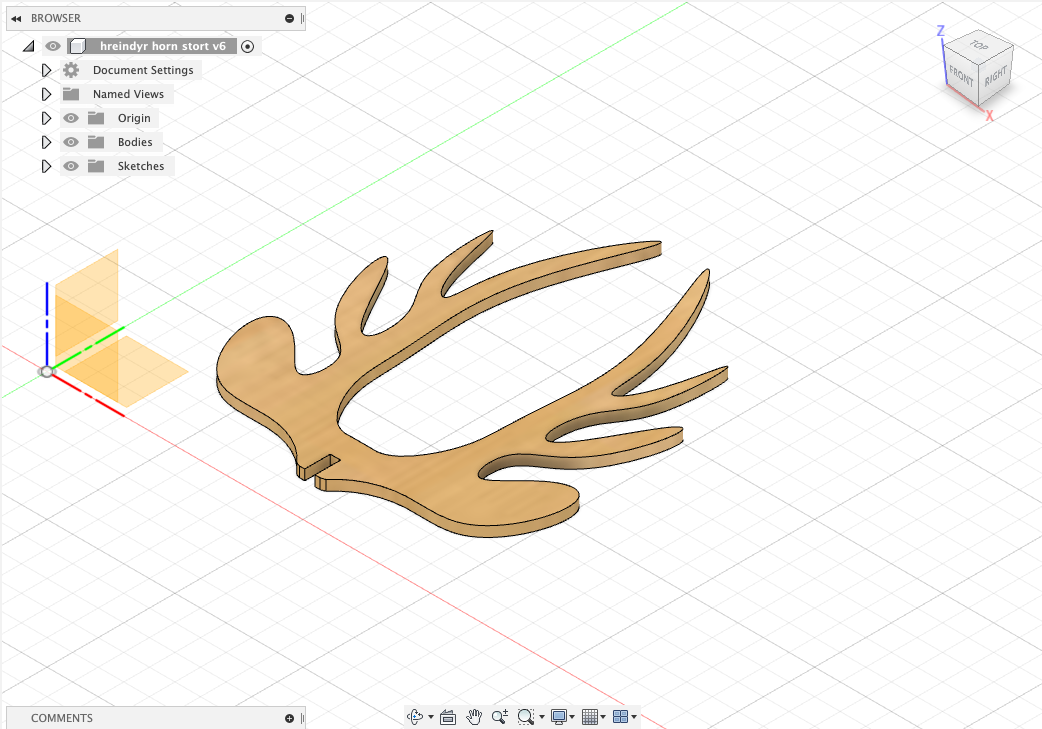 BROWSER
hreindyr horn stort v6
Document Settings
Named Views
Origin
Bodies
Sketches
Z
TOP
FRONT
RIGHT
X
COMMENTS